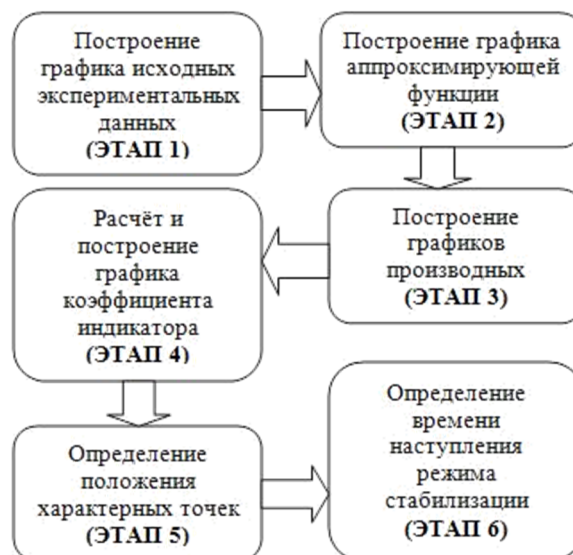 Построение
графика исходных
экспериментальных
данных
(ЭТАП 1)
Построение графика
аппроксимирующей
функции
(ЭТАП 2)
Построение
графиков
производных
(ЭТАП 3)
Расчёт и
построение
графика
коэффициента
индикатора
(ЭТАП 4)
Определение
положения
характерных точек
(ЭТАП 5)
Определение
времени
наступления
режима
стабилизации
(ЭТАП 6)